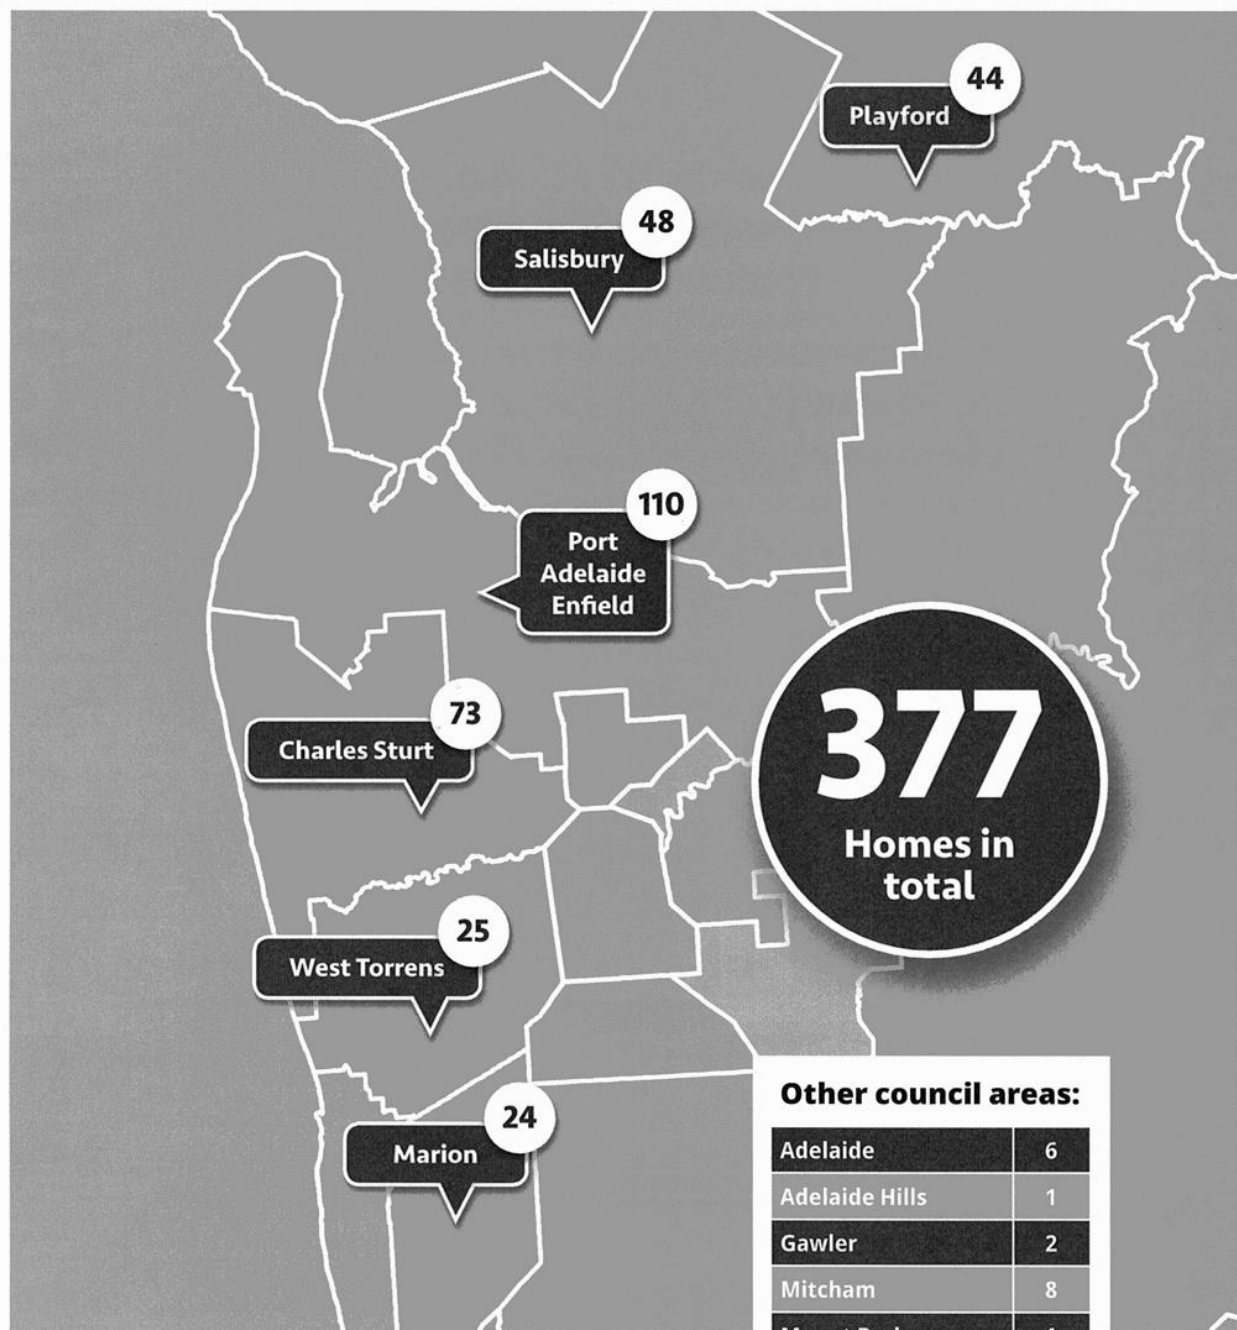 44
Playford
48
Salisbury
110
Port
Adelaide
Enfield
377
Homes in
total
73
Charles Sturt
25
West Torrens
24
Marion
Other council areas:
Adelaide 6
Adelaide Hills 1
Gawler 2
Mitcham 8